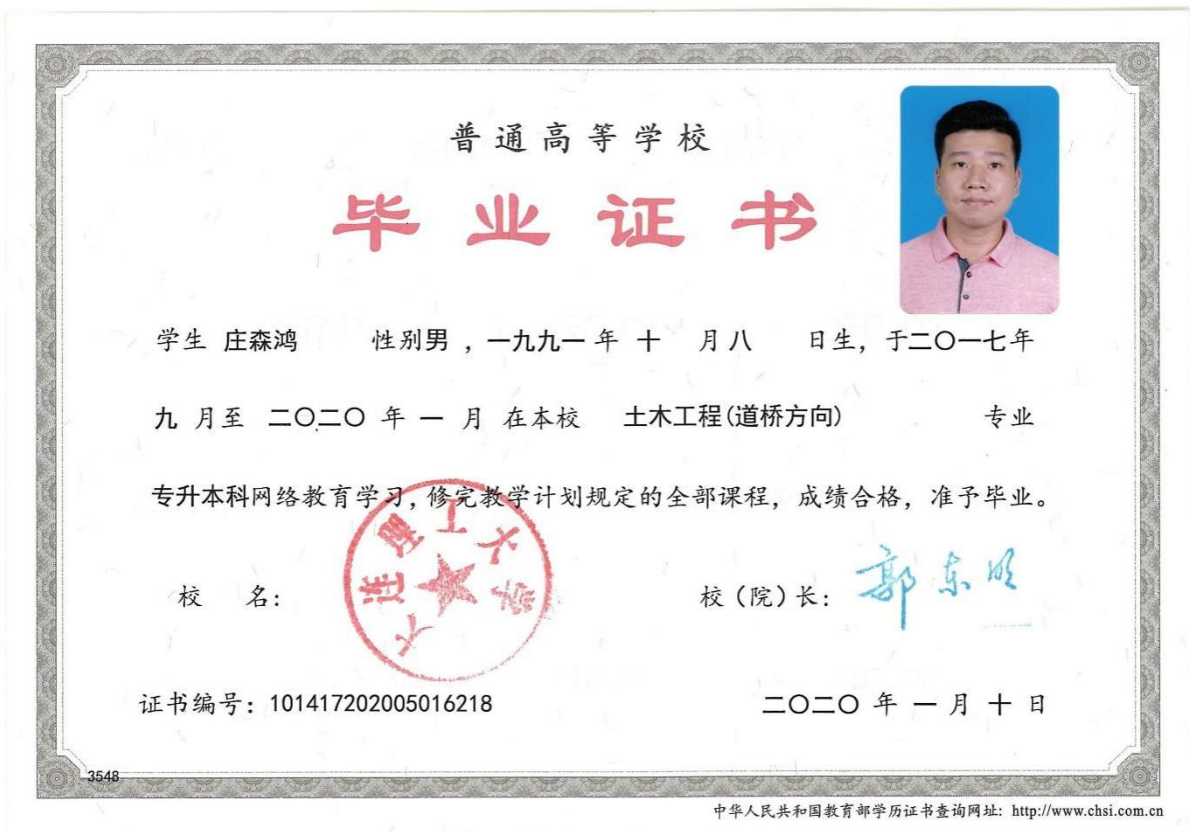 普通高等学校
毕业证书
学生 庄森鸿 性别男 ，一九九一 年 十 月八 日生，于二〇一七年
九 月至 二〇二〇 年 一 月 在本校 土木工程(道桥方向) 专业
专升本科网络教育学习，修完教学计划规定的全部课程，成绩合格，准予毕业。
大连理工大学
校 名： 校（院）长：郭东明
证书编号：101417202005016218 二〇二〇 年 一 月 十 日
3548
中华人民共和国教育部学历证书查询网址：http://www.chsi.com.cn